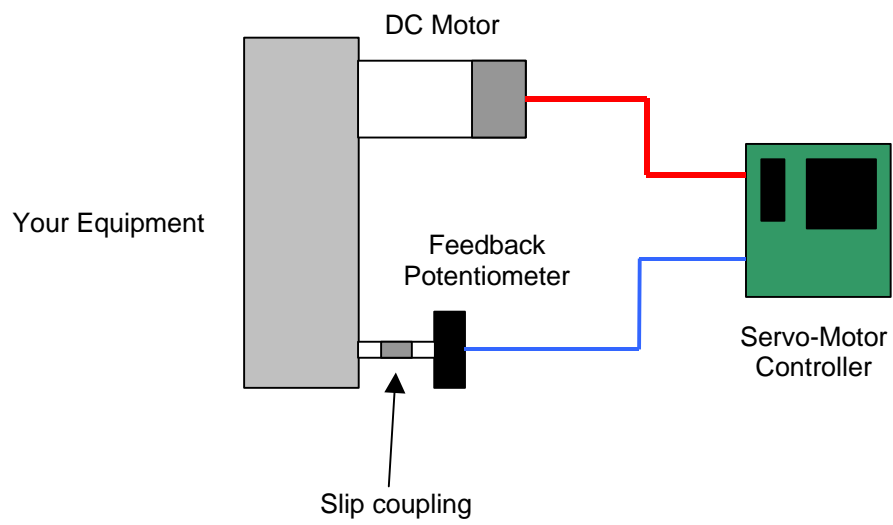 DC Motor
Your Equipment
Feedback
Potentiometer
Servo-Motor
Controller
Slip coupling